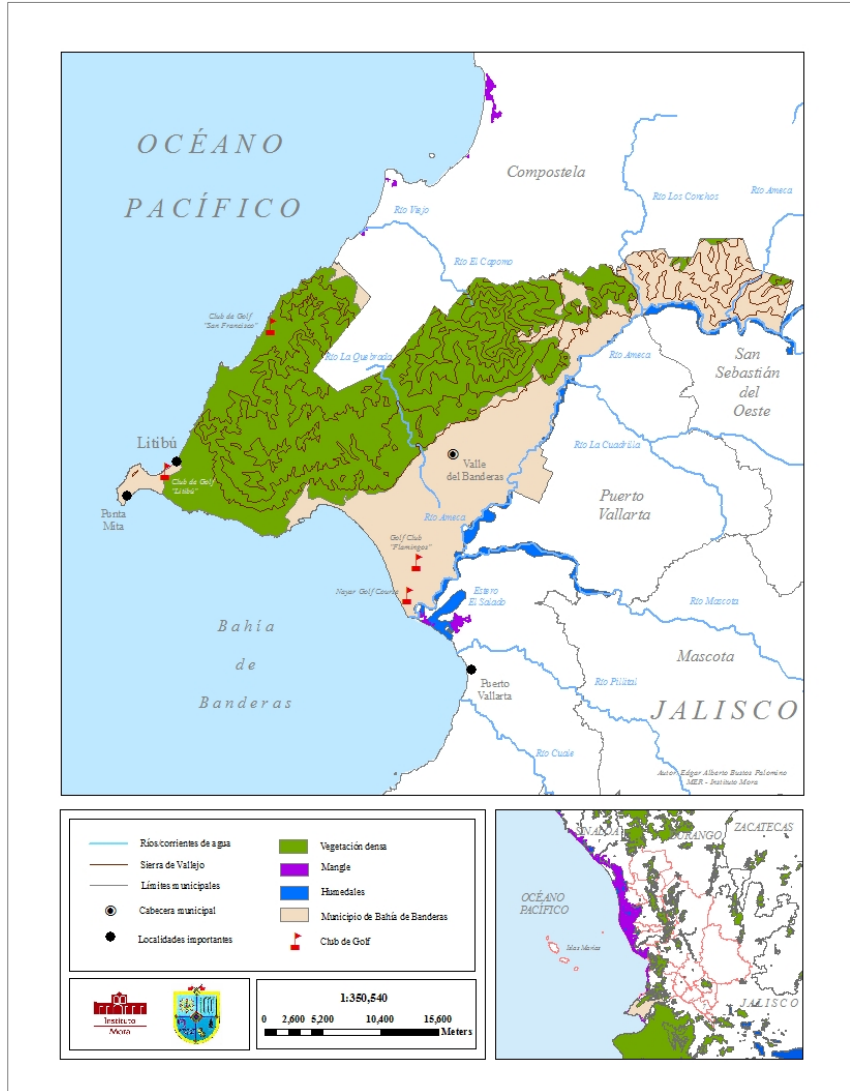 OCÉANO
PACÍFICO
Compostela
Río Los Conchos
Río Ameca
Río Viejo
Río El Capomo
Club de Golf
"San Francisco"
Río La Quebrada
Río Ameca
San
Sebastián
del
Oeste
Litibú
Club de Golf
"Litibú"
Punta
Mita
Valle
del Banderas
Río La Cuadrilla
Puerto
Vallarta
Río Ameca
Golf Club
"Flamingos"
Nayar Golf Course
Estero
El Salado
Río Mascota
Bahía
de
Banderas
Mascota
Río Pilital
Puerto
Vallarta
JALISCO
Río Cuale
Autor: Edgar Alberto Bustos Palomino
MER - Instituto Mora
Ríos/corrientes de agua
Sierra de Vallejo
Límites municipales
Cabecera municipal
Localidades importantes
Vegetación densa
Mangle
Humedales
Municipio de Bahía de Banderas
Club de Golf
Instituto
Mora
1:350,540
0 2,600 5,200 10,400 15,600
Meters
SINALOA
DURANGO
ZACATECAS
OCÉANO
PACÍFICO
Islas Marías
JALISCO